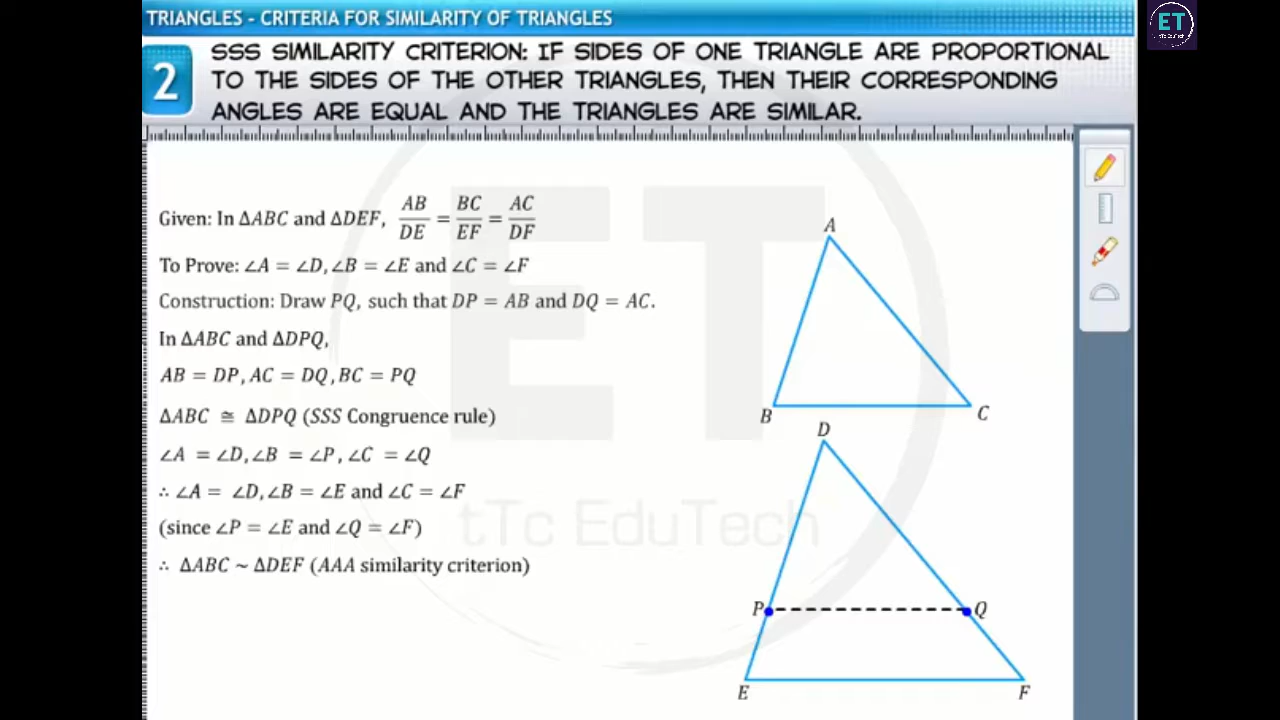 TRIANGLES - CRITERIA FOR SIMILARITY OF TRIANGLES
ET
2
SSS SIMILARITY CRITERION: IF SIDES OF ONE TRIANGLE ARE PROPORTIONAL
TO THE SIDES OF THE OTHER TRIANGLES, THEN THEIR CORRESPONDING
ANGLES ARE EQUAL AND THE TRIANGLES ARE SIMILAR.
Given: In ΔABC and ΔDEF, AB/DE = BC/EF = AC/DF
To Prove: ∠A = ∠D, ∠B = ∠E and ∠C = ∠F
Construction: Draw PQ, such that DP = AB and DQ = AC.
In ΔABC and ΔDPQ,
AB = DP, AC = DQ, BC = PQ
ΔABC ≅ ΔDPQ (SSS Congruence rule)
∠A = ∠D, ∠B = ∠P, ∠C = ∠Q
∴ ∠A = ∠D, ∠B = ∠E and ∠C = ∠F
(since ∠P = ∠E and ∠Q = ∠F)
∴ ΔABC ~ ΔDEF (AAA similarity criterion)
A
B
C
D
P
Q
E
F
ET
tTc EduTech